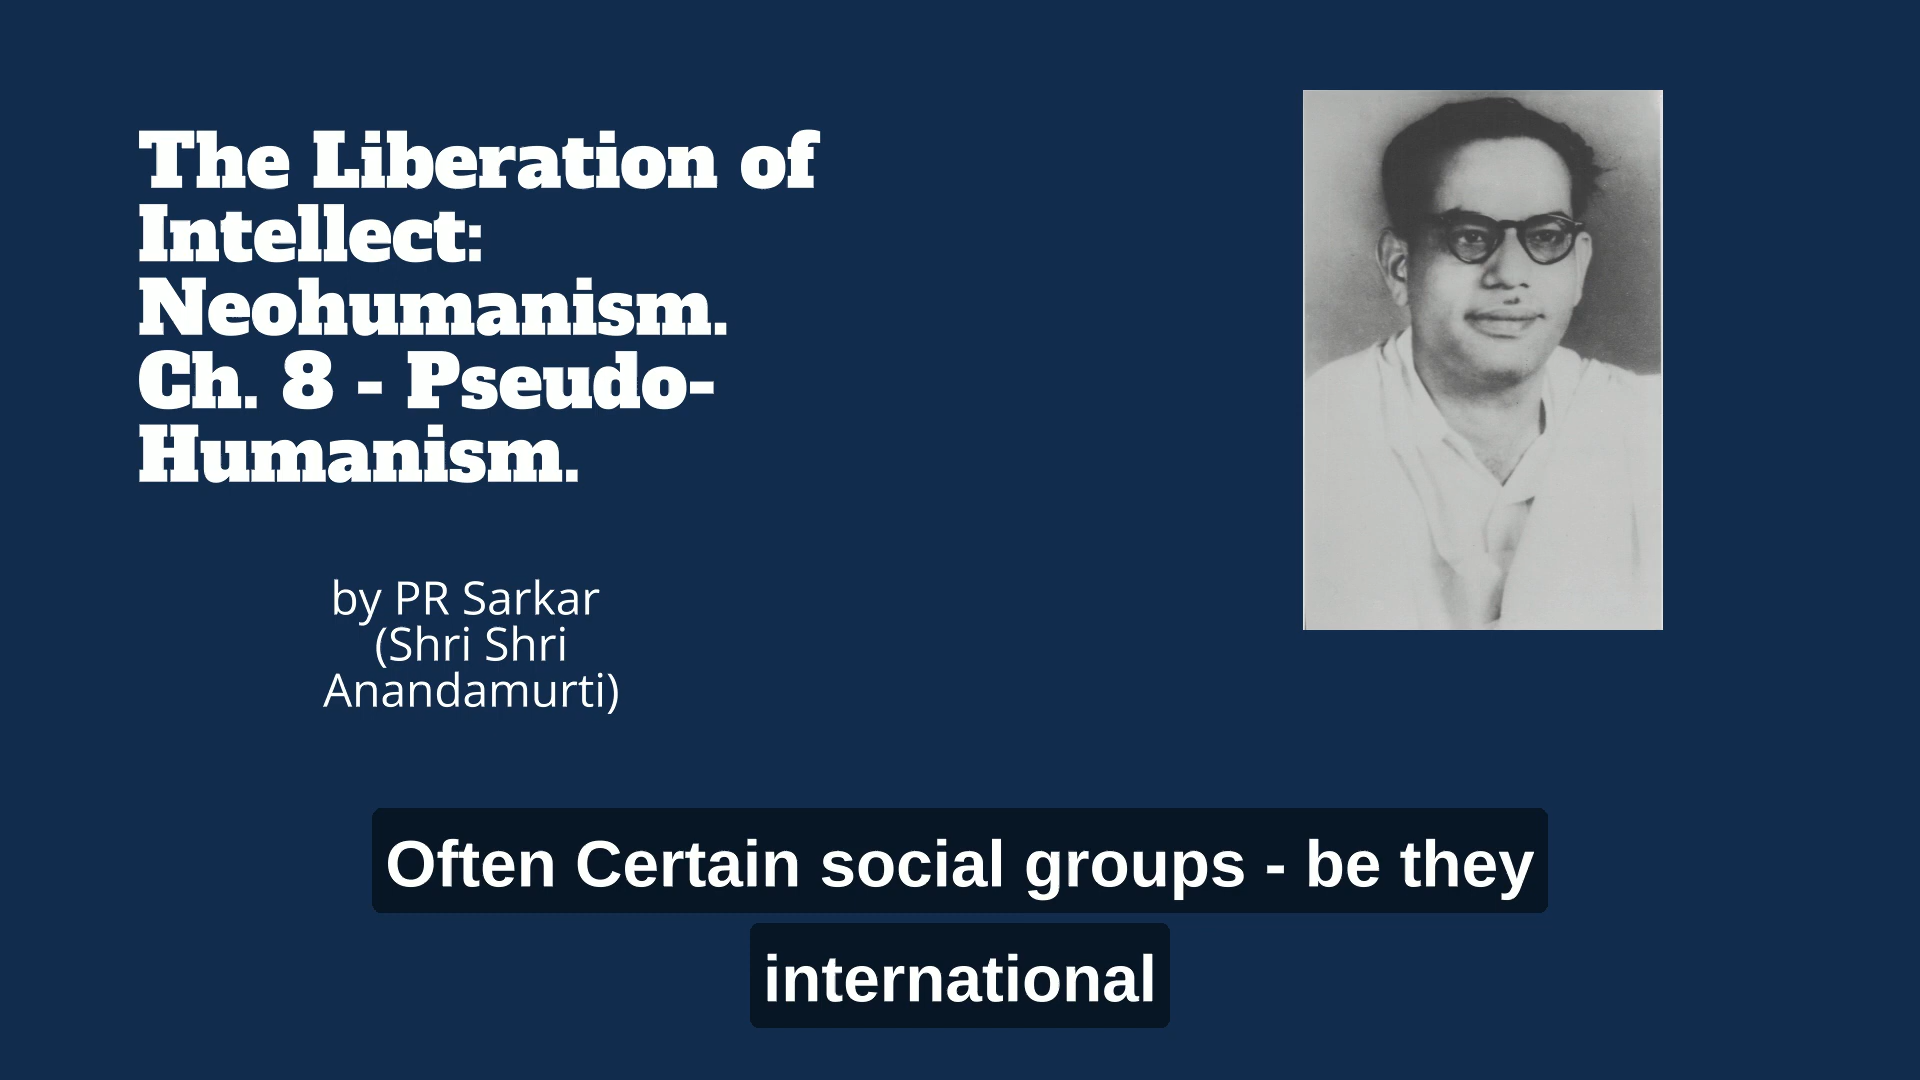 The Liberation of
Intellect:
Neohumanism.
Ch. 8 - Pseudo-
Humanism.
by PR Sarkar
(Shri Shri
Anandamurti)
Often Certain social groups - be they
international